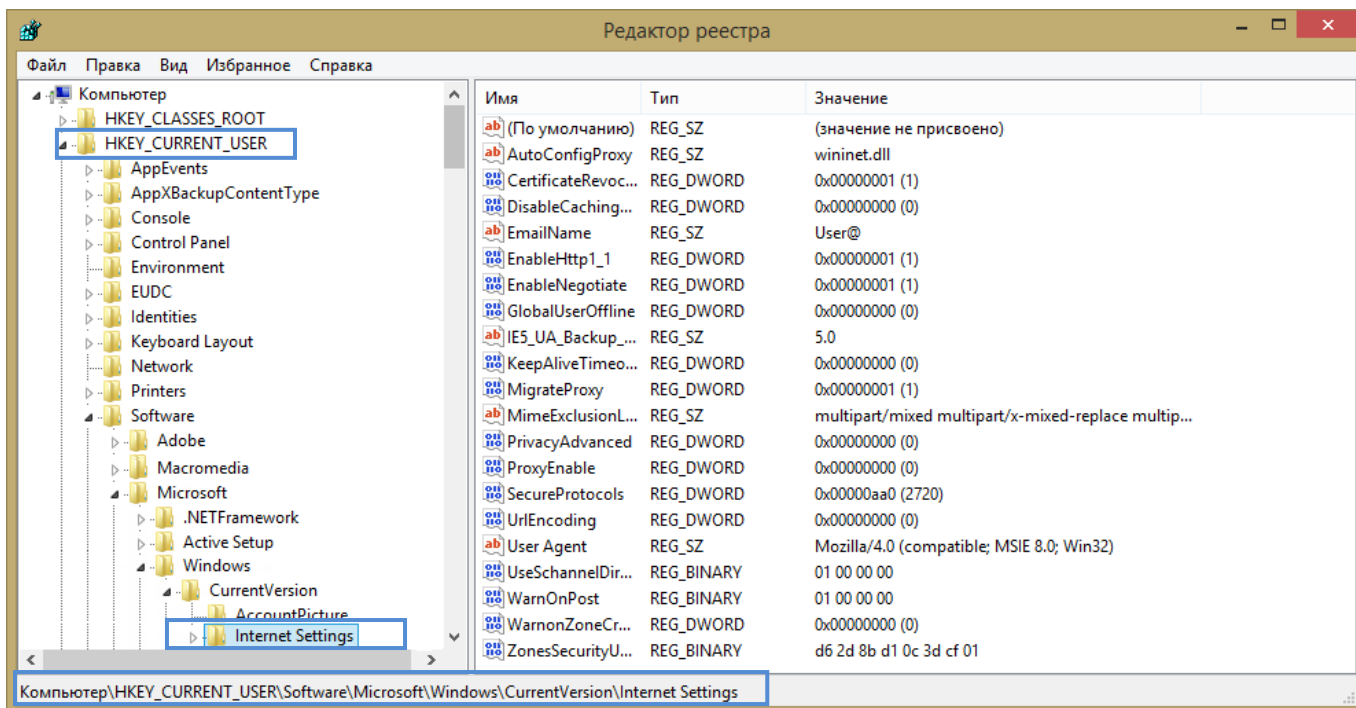 Редактор реестра
Файл Правка Вид Избранное Справка
Компьютер
HKEY_CLASSES_ROOT
HKEY_CURRENT_USER
AppEvents
AppXBackupContentType
Console
Control Panel
Environment
EUDC
Identities
Keyboard Layout
Network
Printers
Software
Adobe
Macromedia
Microsoft
.NETFramework
Active Setup
Windows
CurrentVersion
AccountPicture
Internet Settings
Имя Тип Значение
(По умолчанию) REG_SZ (значение не присвоено)
AutoConfigProxy REG_SZ wininet.dll
CertificateRevoc... REG_DWORD 0x00000001 (1)
DisableCaching... REG_DWORD 0x00000000 (0)
EmailName REG_SZ User@
EnableHttp1_1 REG_DWORD 0x00000001 (1)
EnableNegotiate REG_DWORD 0x00000001 (1)
GlobalUserOffline REG_DWORD 0x00000000 (0)
IE5_UA_Backup_... REG_SZ 5.0
KeepAliveTimeo... REG_DWORD 0x00000000 (0)
MigrateProxy REG_DWORD 0x00000001 (1)
MimeExclusionL... REG_SZ multipart/mixed multipart/x-mixed-replace multip...
PrivacyAdvanced REG_DWORD 0x00000000 (0)
ProxyEnable REG_DWORD 0x00000000 (0)
SecureProtocols REG_DWORD 0x00000aa0 (2720)
UrlEncoding REG_DWORD 0x00000000 (0)
User Agent REG_SZ Mozilla/4.0 (compatible; MSIE 8.0; Win32)
UseSchannelDir... REG_BINARY 01 00 00 00
WarnOnPost REG_BINARY 01 00 00 00
WarnonZoneCr... REG_DWORD 0x00000000 (0)
ZonesSecurityU... REG_BINARY d6 2d 8b d1 0c 3d cf 01
Компьютер\HKEY_CURRENT_USER\Software\Microsoft\Windows\CurrentVersion\Internet Settings